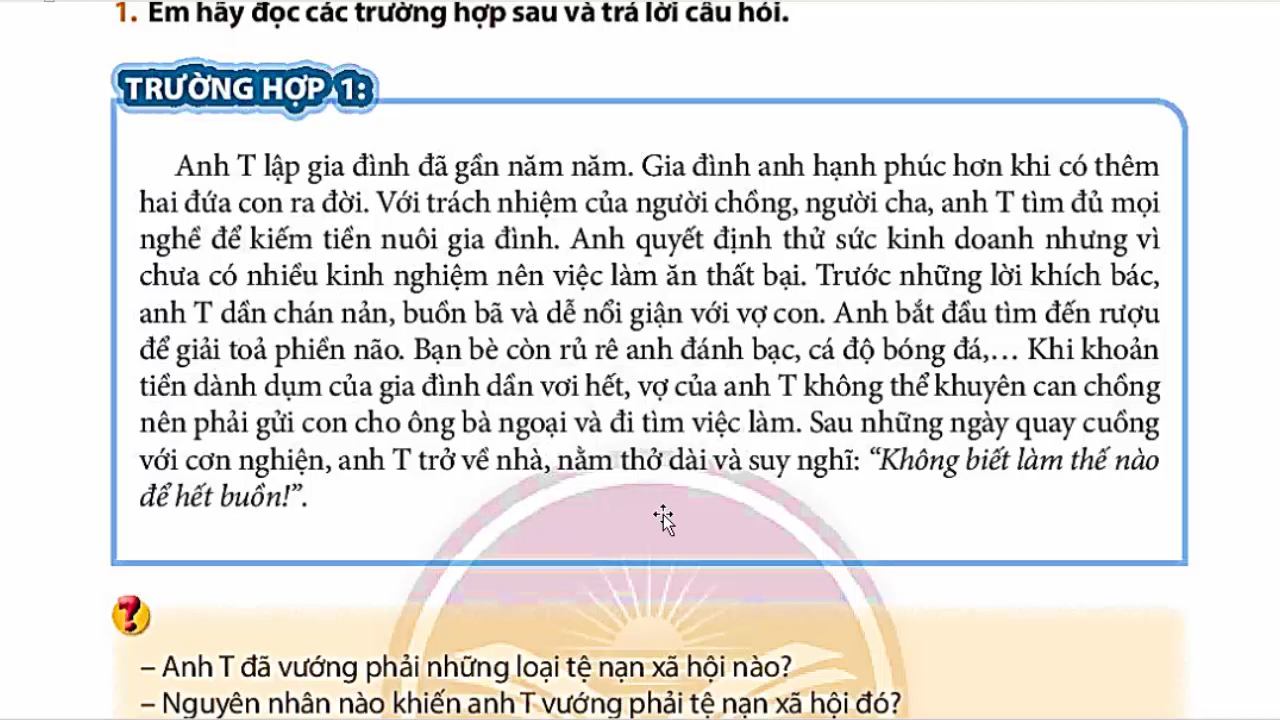 1. Em hãy đọc các trường hợp sau và trả lời câu hỏi.
TRƯỜNG HỢP 1:
Anh T lập gia đình đã gần năm năm. Gia đình anh hạnh phúc hơn khi có thêm
hai đứa con ra đời. Với trách nhiệm của người chồng, người cha, anh T tìm đủ mọi
nghề để kiếm tiền nuôi gia đình. Anh quyết định thử sức kinh doanh nhưng vì
chưa có nhiều kinh nghiệm nên việc làm ăn thất bại. Trước những lời khích bác,
anh T dần chán nản, buồn bã và dễ nổi giận với vợ con. Anh bắt đầu tìm đến rượu
để giải toả phiền não. Bạn bè còn rủ rê anh đánh bạc, cá độ bóng đá,... Khi khoản
tiền dành dụm của gia đình dần vơi hết, vợ của anh T không thể khuyên can chồng
nên phải gửi con cho ông bà ngoại và đi tìm việc làm. Sau những ngày quay cuồng
với cơn nghiện, anh T trở về nhà, nằm thở dài và suy nghĩ: “Không biết làm thế nào
để hết buồn!”.
– Anh T đã vướng phải những loại tệ nạn xã hội nào?
– Nguyên nhân nào khiến anh T vướng phải tệ nạn xã hội đó?